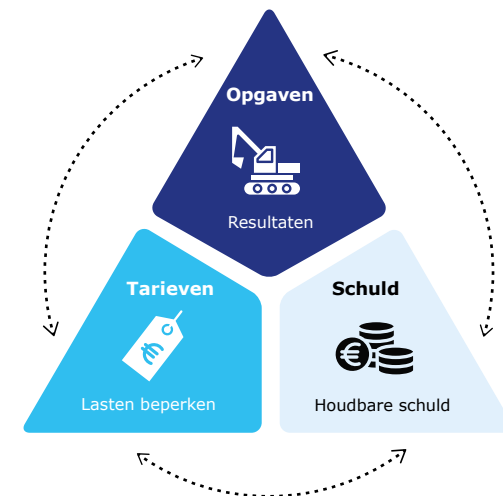 Opgaven
Resultaten
Tarieven
Lasten beperken
Schuld
Houdbare schuld